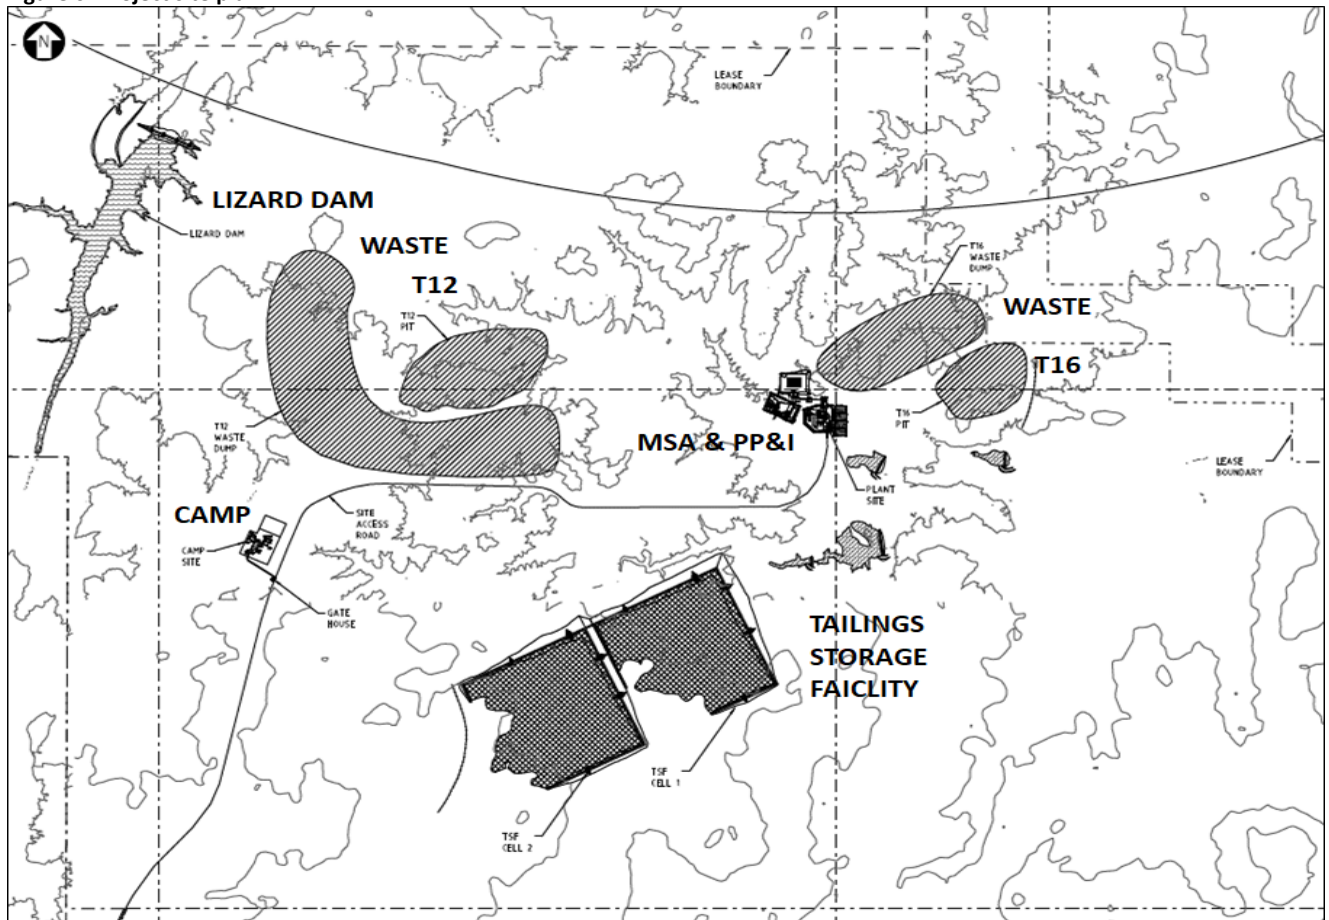 N
LEASE
BOUNDARY
LIZARD DAM
LIZARD DAM
WASTE
T12
T12
PIT
T16
WASTE
DUMP
WASTE
T16
T16
PIT
T12
WASTE
DUMP
MSA & PP&I
PLANT
SITE
LEASE
BOUNDARY
CAMP
CAMP
SITE
SITE
ACCESS
ROAD
GATE
HOUSE
TAILINGS
STORAGE
FAICLITY
TSF
CELL 1
TSF
CELL 2